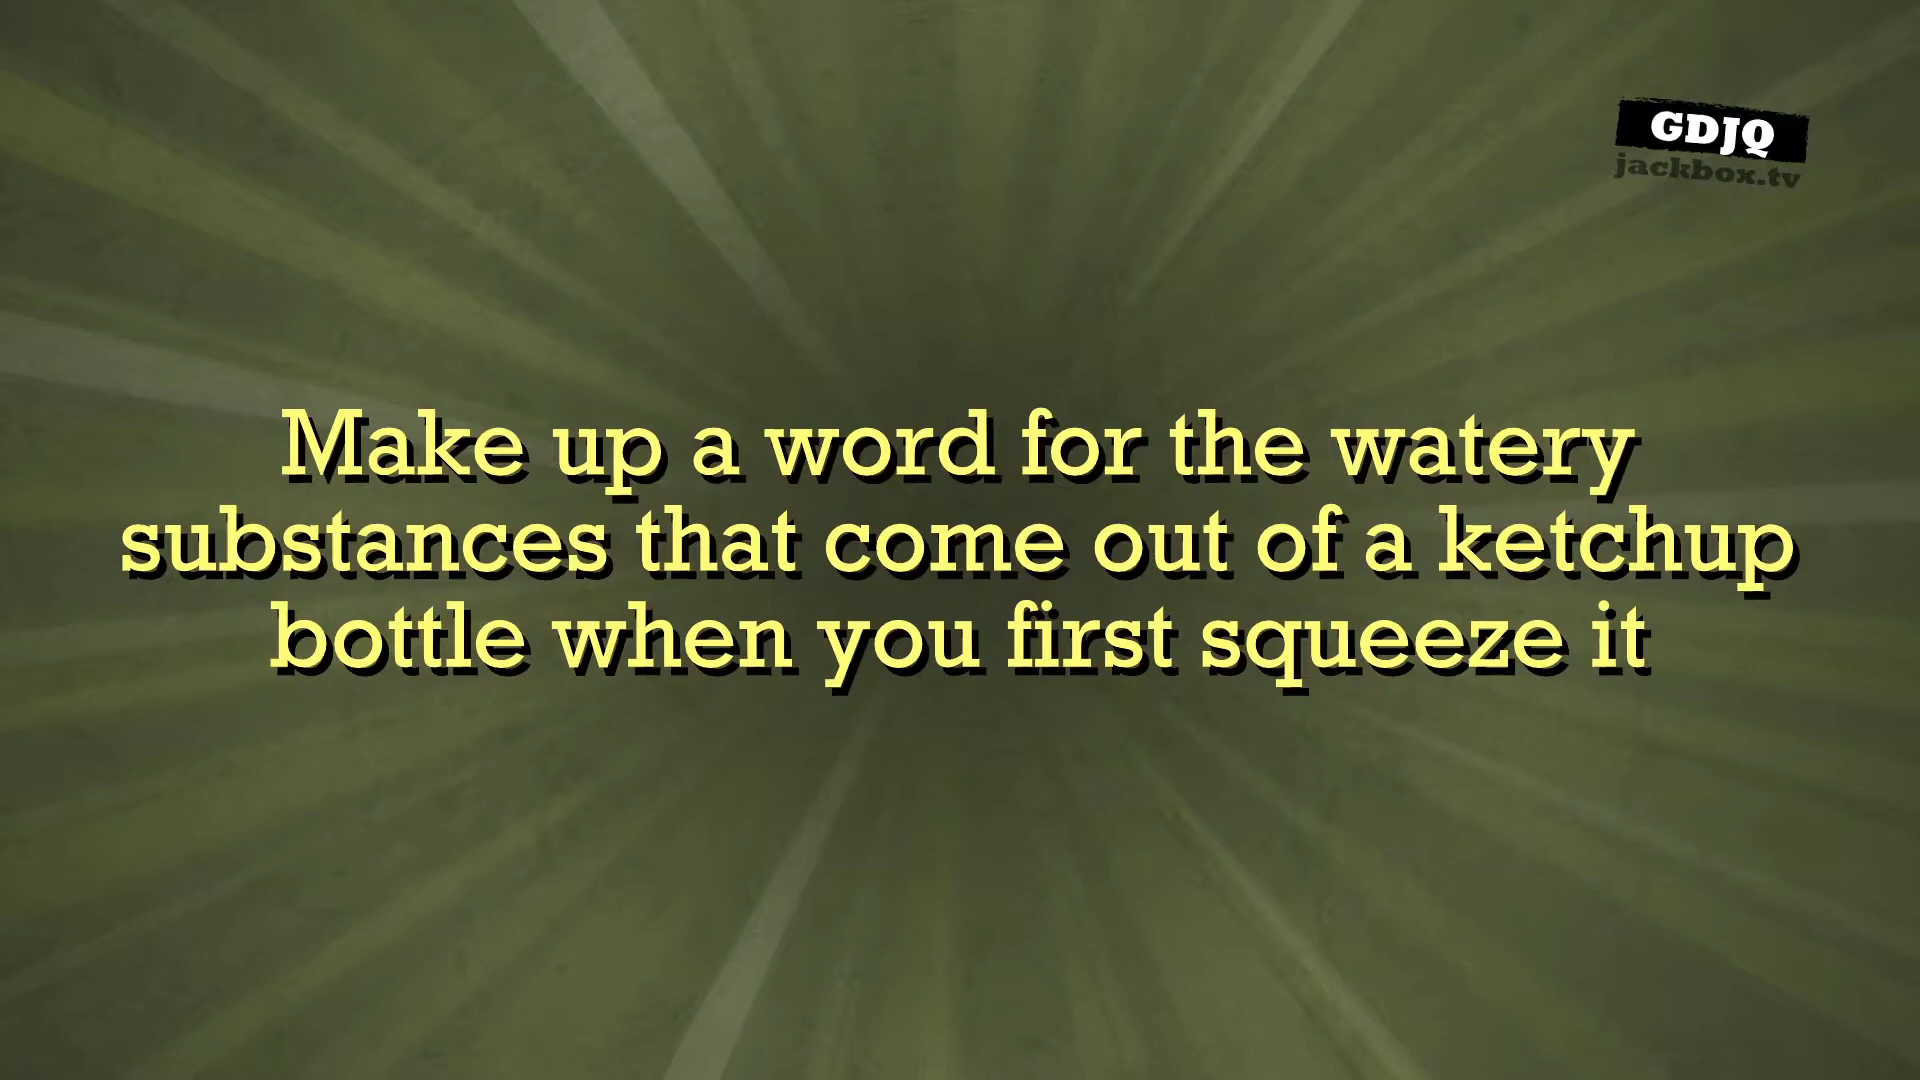 GDJQ
jackbox.tv
Make up a word for the watery
substances that come out of a ketchup
bottle when you first squeeze it